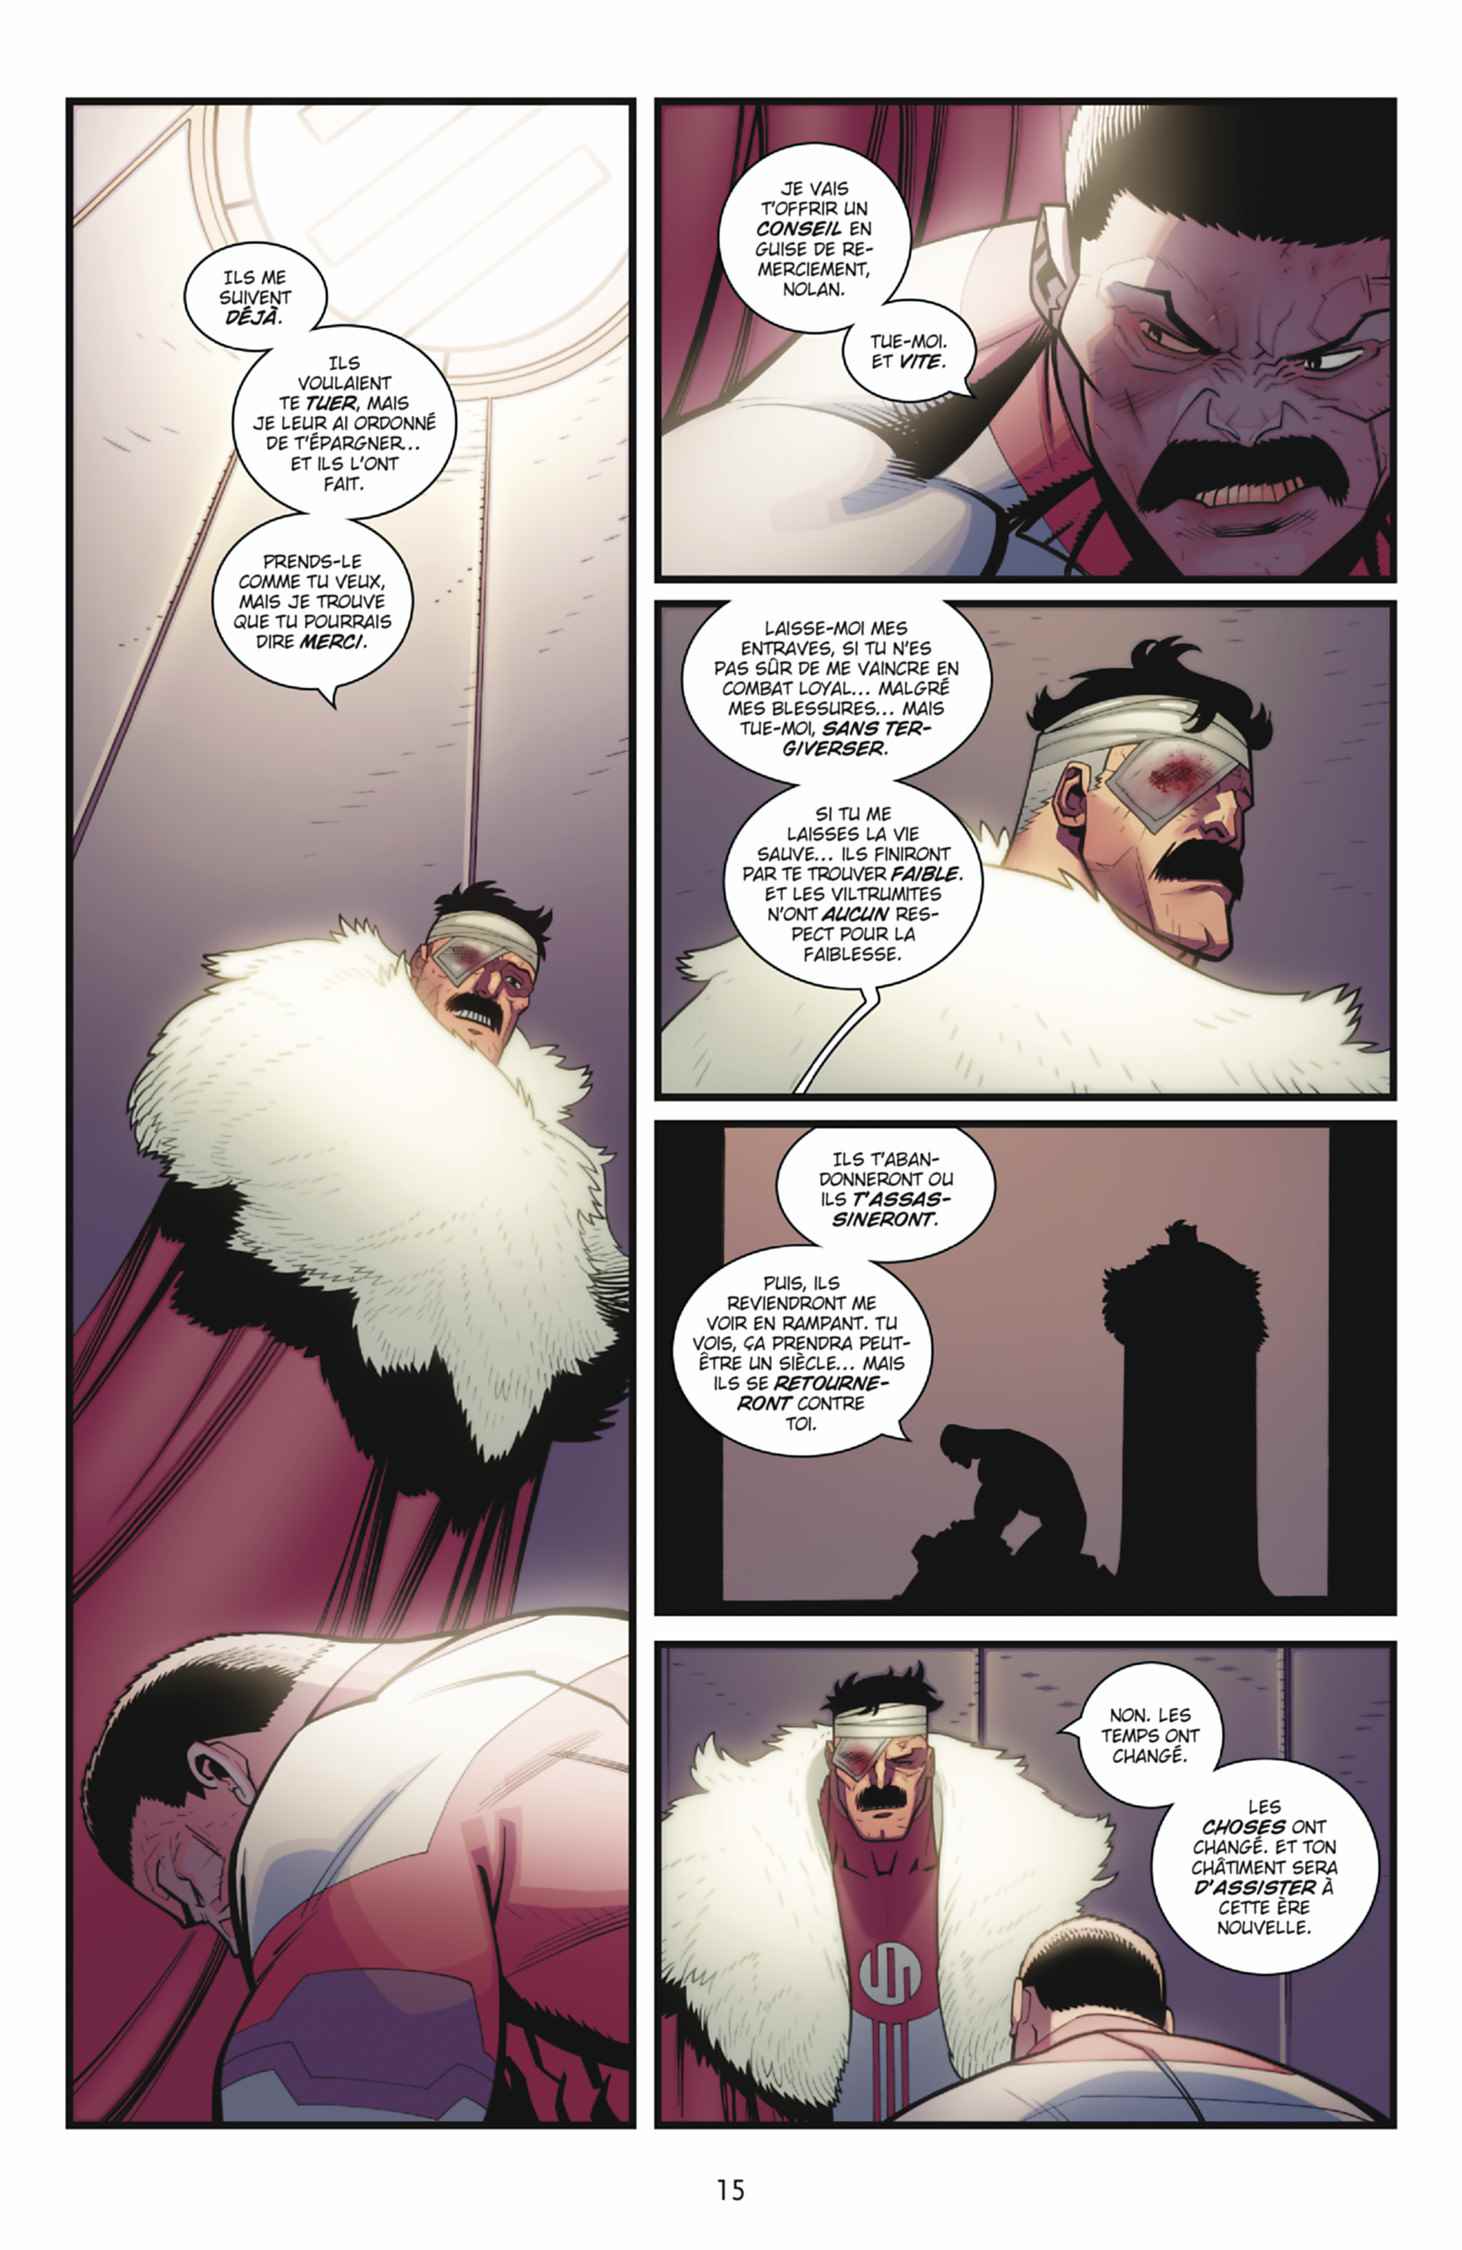 ILS ME
SUIVENT
DÉJÀ.
ILS
VOULAIENT
TE TUER, MAIS
JE LEUR AI ORDONNÉ
DE T'ÉPARGNER...
ET ILS L'ONT
FAIT.
PRENDS-LE
COMME TU VEUX,
MAIS JE TROUVE
QUE TU POURRAIS
DIRE MERCI.
JE VAIS
T'OFFRIR UN
CONSEIL EN
GUISE DE RE-
MERCIEMENT,
NOLAN.
TUE-MOI.
ET VITE.
LAISSE-MOI MES
ENTRAVES, SI TU N'ES
PAS SÛR DE ME VAINCRE EN
COMBAT LOYAL... MALGRÉ
MES BLESSURES... MAIS
TUE-MOI, SANS TER-
GIVERSER.
SI TU ME
LAISSES LA VIE
SAUVE... ILS FINIRONT
PAR TE TROUVER FAIBLE.
ET LES VILTRUMITES
N'ONT AUCUN RES-
PECT POUR LA
FAIBLESSE.
ILS T'ABAN-
DONNERONT OU
ILS T'ASSAS-
SINERONT.
PUIS, ILS
REVIENDRONT ME
VOIR EN RAMPANT. TU
VOIS, ÇA PRENDRA PEUT-
ÊTRE UN SIÈCLE... MAIS
ILS SE RETOURNE-
RONT CONTRE
TOI.
NON. LES
TEMPS ONT
CHANGÉ.
LES
CHOSES ONT
CHANGÉ. ET TON
CHÂTIMENT SERA
D'ASSISTER À
CETTE ÈRE
NOUVELLE.
15